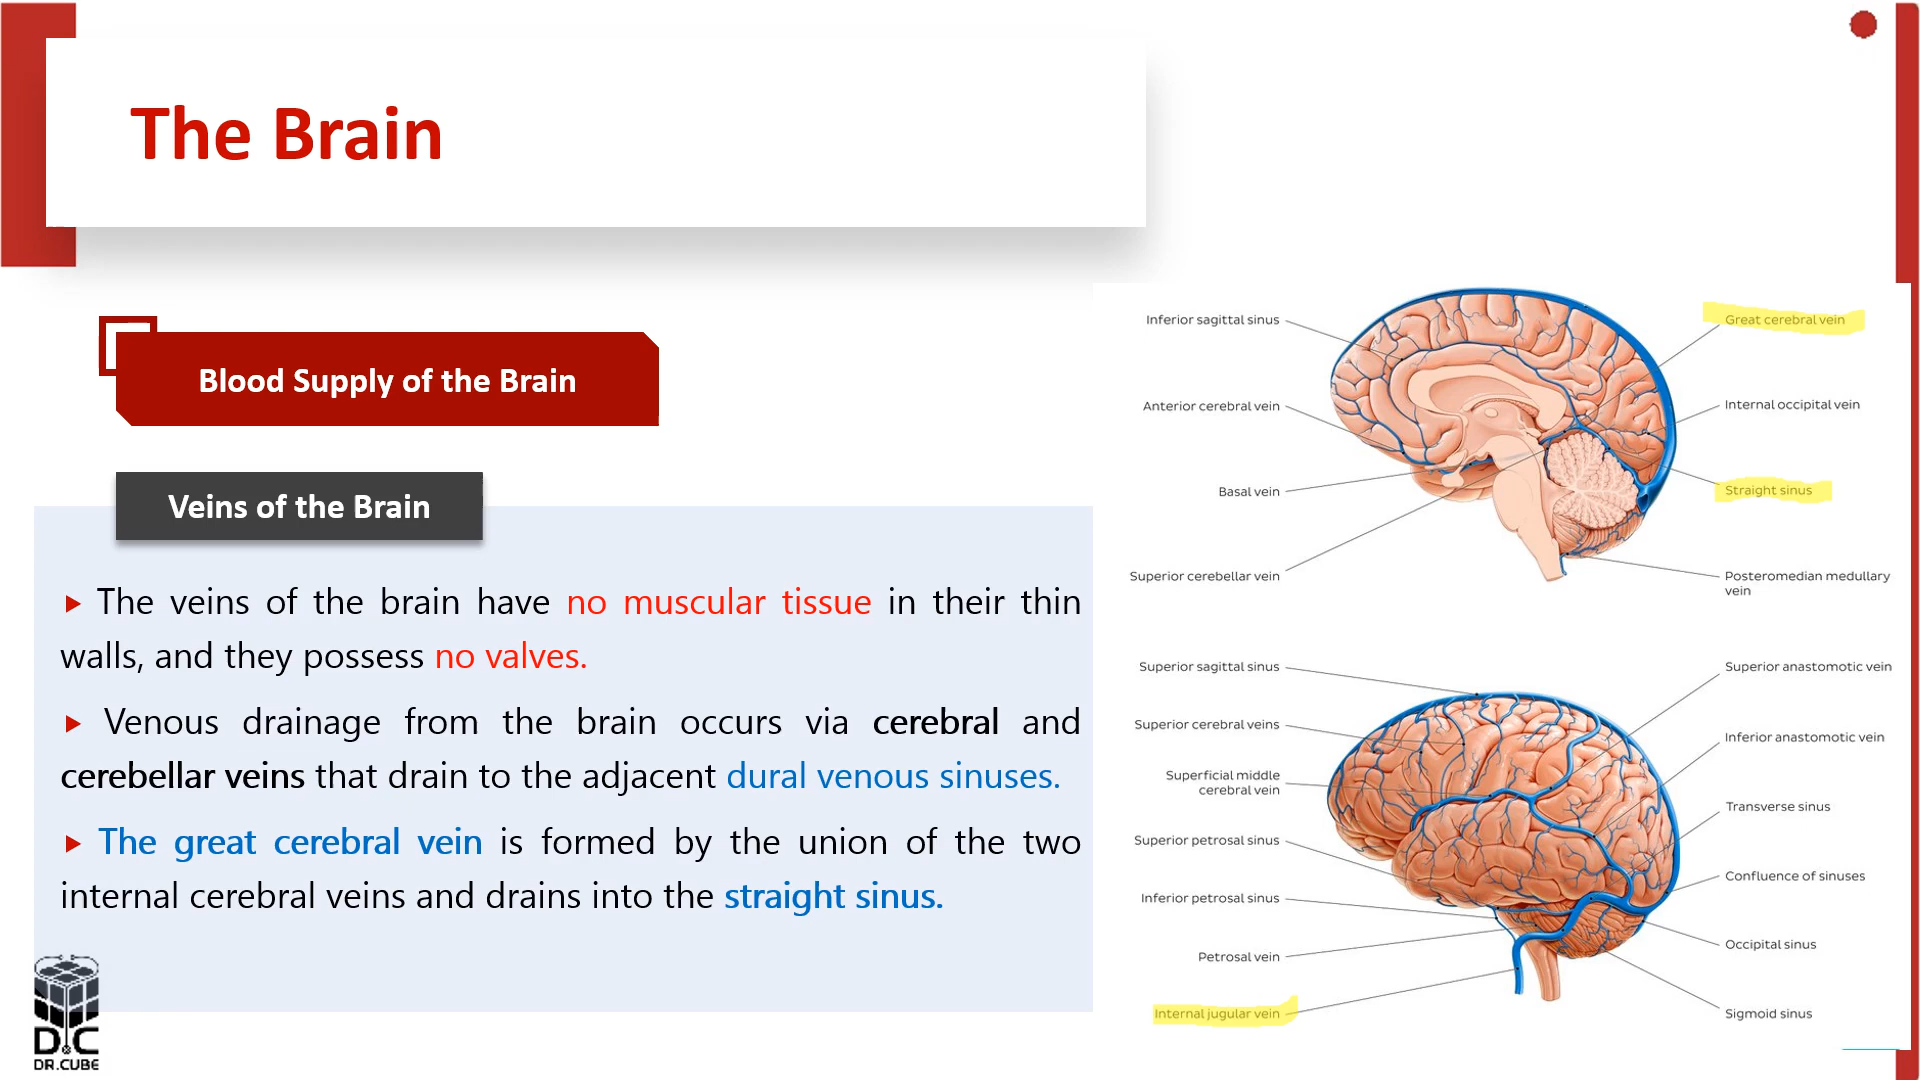 The Brain
Blood Supply of the Brain
Veins of the Brain
The veins of the brain have no muscular tissue in their thin
walls, and they possess no valves.
Venous drainage from the brain occurs via cerebral and
cerebellar veins that drain to the adjacent dural venous sinuses.
The great cerebral vein is formed by the union of the two
internal cerebral veins and drains into the straight sinus.
DC
DR.CUBE
Inferior sagittal sinus
Anterior cerebral vein
Basal vein
Superior cerebellar vein
Great cerebral vein
Internal occipital vein
Straight sinus
Posteromedian medullary
vein
Superior sagittal sinus
Superior cerebral veins
Superficial middle
cerebral vein
Superior petrosal sinus
Inferior petrosal sinus
Petrosal vein
Internal jugular vein
Superior anastomotic vein
Inferior anastomotic vein
Transverse sinus
Confluence of sinuses
Occipital sinus
Sigmoid sinus